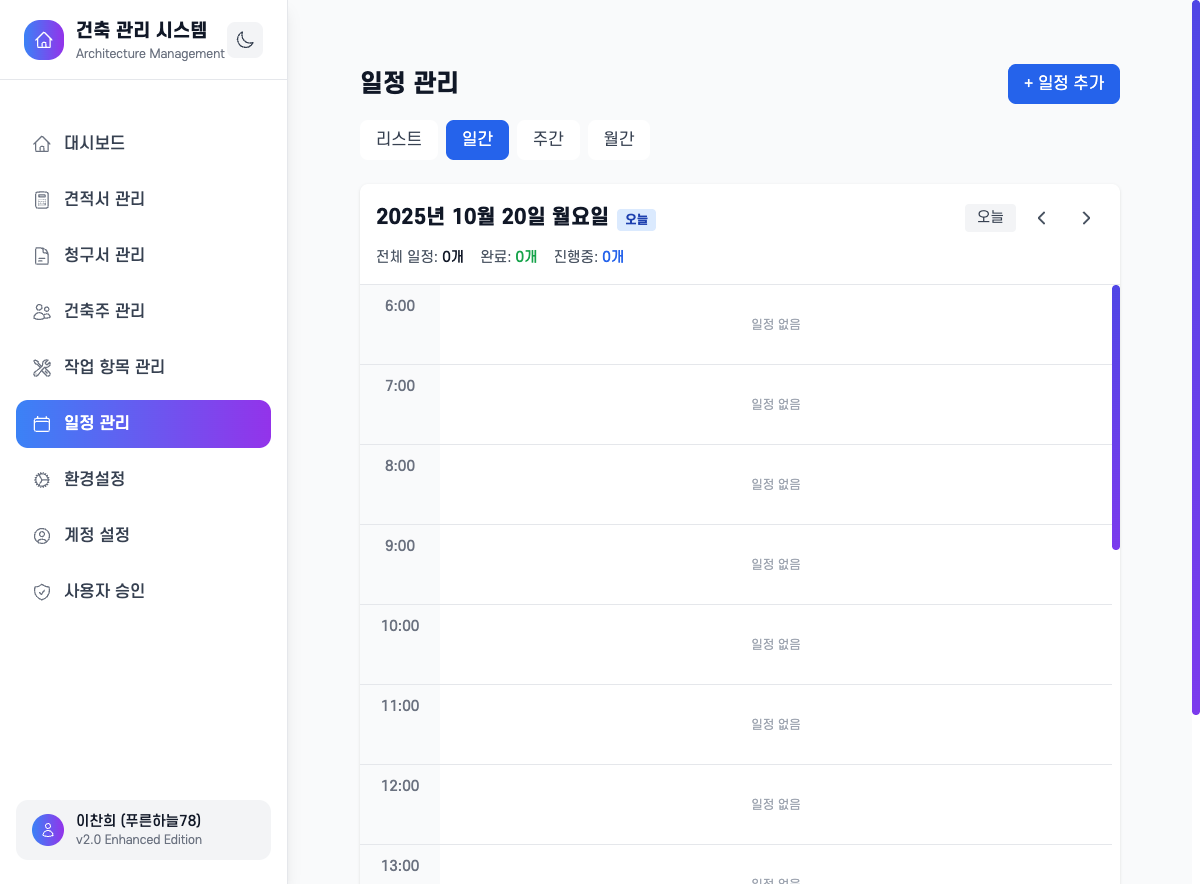 건축 관리 시스템
Architecture Management
대시보드
견적서 관리
청구서 관리
건축주 관리
작업 항목 관리
일정 관리
환경설정
계정 설정
사용자 승인
이찬희 (푸른하늘78)
v2.0 Enhanced Edition
일정 관리
+ 일정 추가
리스트 일간 주간 월간
2025년 10월 20일 월요일 오늘
오늘
전체 일정: 0개 완료: 0개 진행중: 0개
6:00 일정 없음
7:00 일정 없음
8:00 일정 없음
9:00 일정 없음
10:00 일정 없음
11:00 일정 없음
12:00 일정 없음
13:00 일정 없음